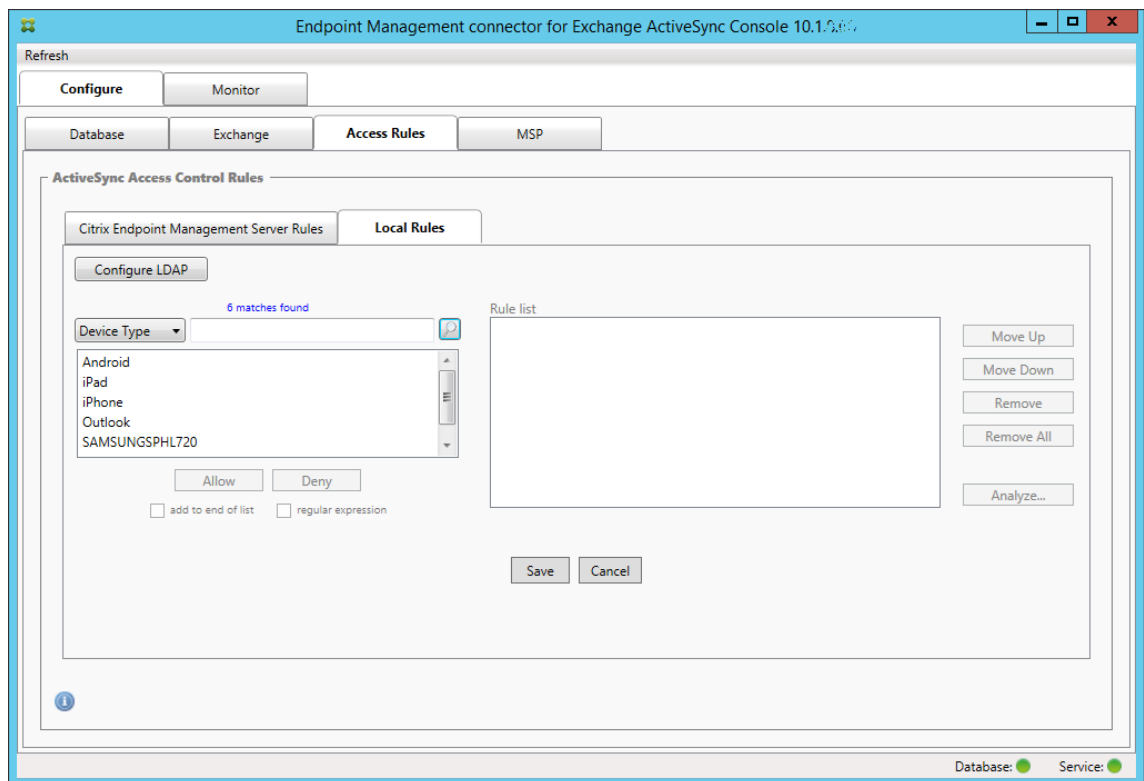 Endpoint Management connector for Exchange ActiveSync Console
Refresh
Configure Monitor
Database Exchange Access Rules MSP
ActiveSync Access Control Rules
Citrix Endpoint Management Server Rules Local Rules
Configure LDAP
6 matches found
Rule list
Device Type
Android
iPad
iPhone
Outlook
SAMSUNGSPHL720
Move Up
Move Down
Remove
Remove All
Analyze...
Allow Deny
add to end of list regular expression
Save Cancel
Database: Service: